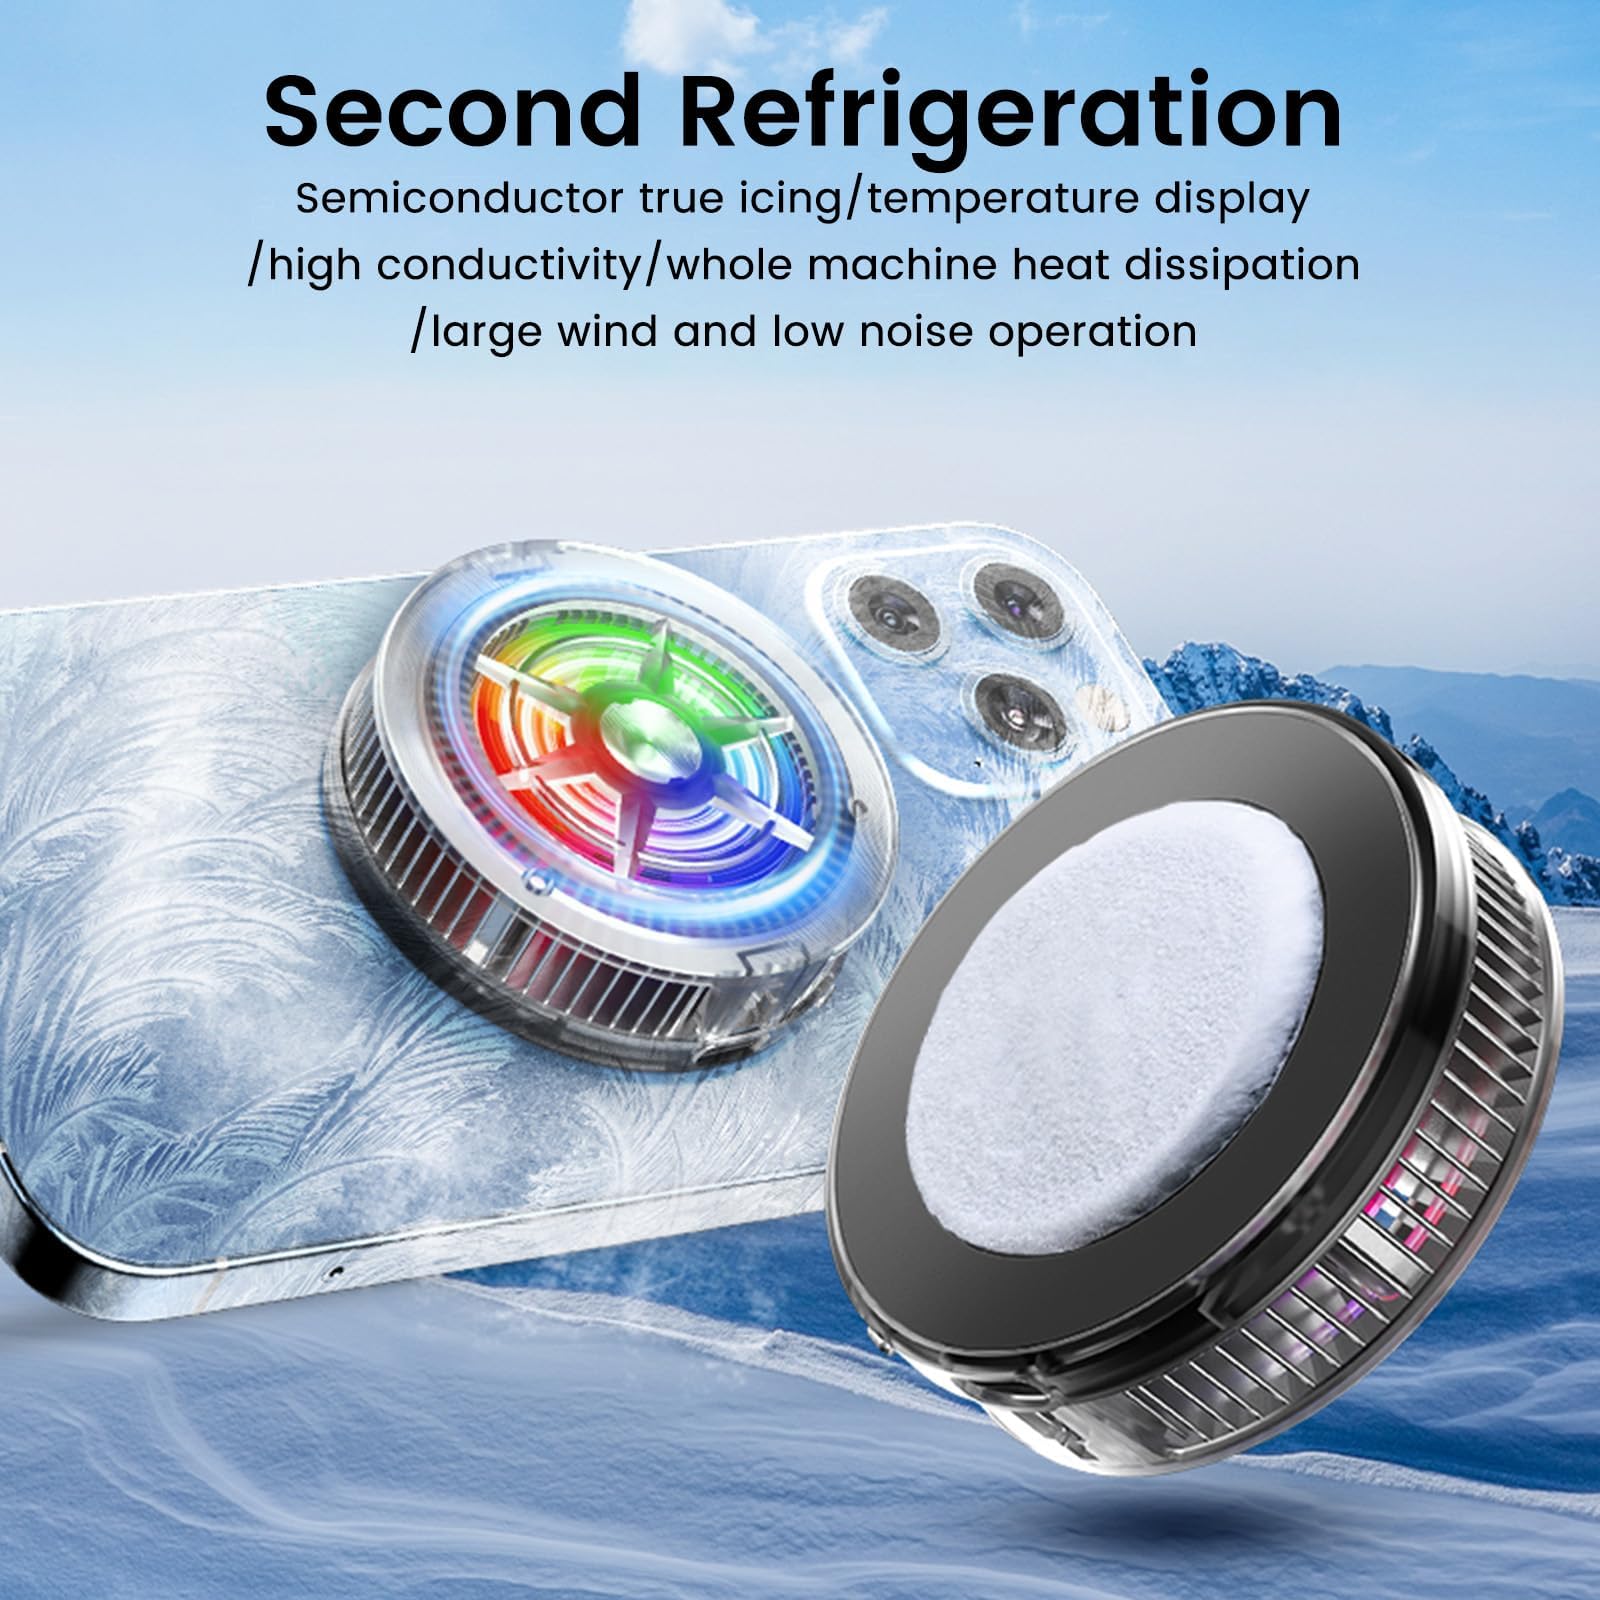 Second Refrigeration
Semiconductor true icing/temperature display
/high conductivity/whole machine heat dissipation
/large wind and low noise operation